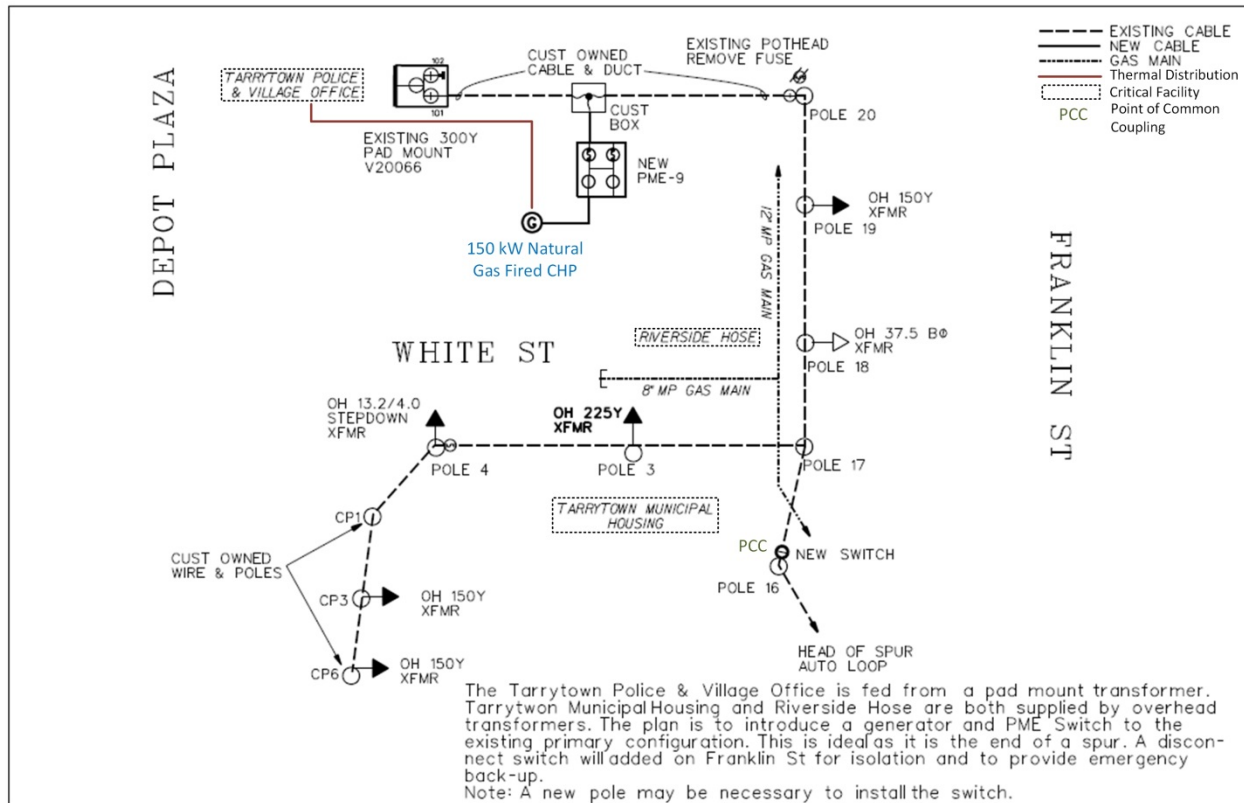 EXISTING CABLE
NEW CABLE
GAS MAIN
Thermal Distribution
Critical Facility
PCC
Point of Common
Coupling
DEPOT PLAZA
TARRYTOWN POLICE
& VILLAGE OFFICE
102
101
EXISTING 300Y
PAD MOUNT
V20066
CUST OWNED
CABLE & DUCT
EXISTING POTHEAD
REMOVE FUSE
CUST
BOX
POLE 20
S S
NEW
PME-9
G
150 kW Natural
Gas Fired CHP
12" MP GAS MAIN
OH 150Y
XFMR
POLE 19
FRANKLIN ST
RIVERSIDE HOSE
WHITE ST
8" MP GAS MAIN
OH 37.5 BΦ
XFMR
POLE 18
OH 13.2/4.0
STEPDOWN
XFMR
OH 225Y
XFMR
S
POLE 4
POLE 3
POLE 17
TARRYTOWN MUNICIPAL
HOUSING
CP1
CUST OWNED
WIRE & POLES
PCC
NEW SWITCH
POLE 16
CP3
OH 150Y
XFMR
CP6
OH 150Y
XFMR
HEAD OF SPUR
AUTO LOOP
The Tarrytown Police & Village Office is fed from a pad mount transformer.
Tarrytwon Municipal Housing and Riverside Hose are both supplied by overhead
transformers. The plan is to introduce a generator and PME Switch to the
existing primary configuration. This is ideal as it is the end of a spur. A discon-
nect switch will added on Franklin St for isolation and to provide emergency
back-up.
Note: A new pole may be necessary to install the switch.